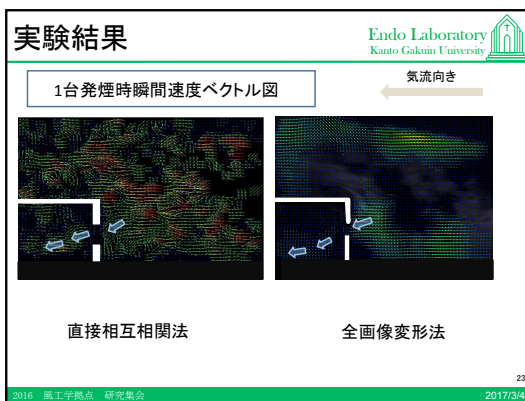 実験結果
Endo Laboratory
Kanto Gakuin University
1台発煙時瞬間速度ベクトル図
気流向き
直接相互相関法
全画像変形法
23
2016 風工学拠点 研究集会
2017/3/4